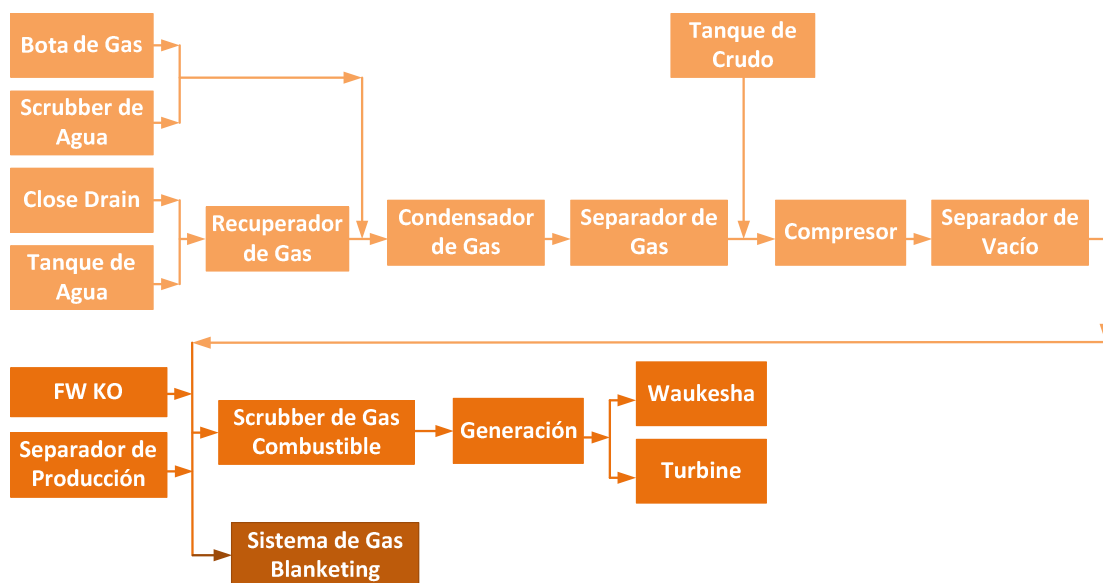 Bota de Gas
Tanque de
Crudo
Scrubber de
Agua
Close Drain
Recuperador
de Gas
Condensador
de Gas
Separador de
Gas
Compresor
Separador de
Vacío
Tanque de
Agua
FW KO
Separador de
Producción
Scrubber de Gas
Combustible
Generación
Waukesha
Turbine
Sistema de Gas
Blanketing